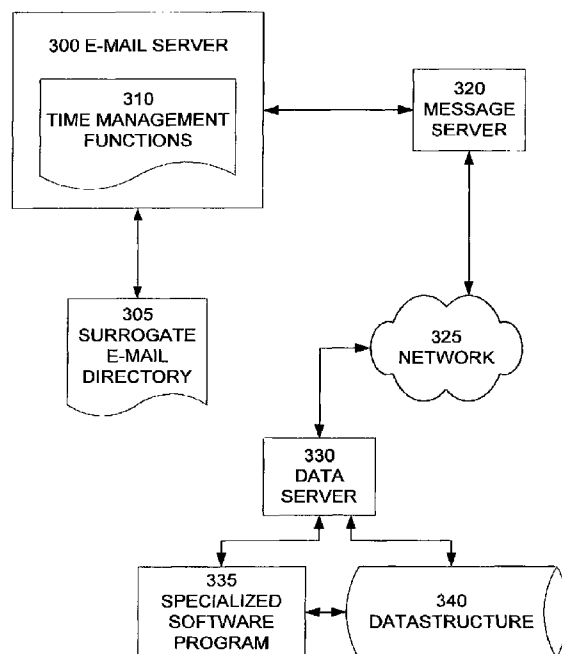 300 E-MAIL SERVER
310
TIME MANAGEMENT
FUNCTIONS
320
MESSAGE
SERVER
305
SURROGATE
E-MAIL
DIRECTORY
325
NETWORK
330
DATA
SERVER
335
SPECIALIZED
SOFTWARE
PROGRAM
340
DATASTRUCTURE